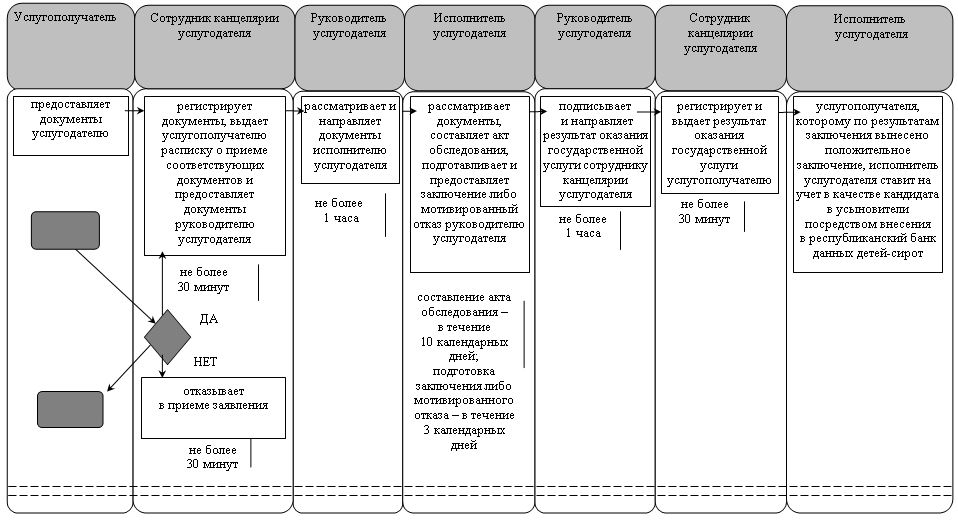 Услугополучатель
Сотрудник канцелярии
услугодателя
Руководитель
услугодателя
Исполнитель
услугодателя
Руководитель
услугодателя
Сотрудник
канцелярии
услугодателя
Исполнитель
услугодателя
предоставляет
документы
услугодателю
регистрирует
документы, выдает
услугополучателю
расписку о приеме
соответствующих
документов и
предоставляет
документы
руководителю
услугодателя
не более
30 минут
ДА
НЕТ
отказывает
в приеме заявления
не более
30 минут
рассматривает и
направляет
документы
исполнителю
услугодателя
не более
1 часа
рассматривает
документы,
составляет акт
обследования,
подготавливает и
предоставляет
заключение либо
мотивированный
отказ руководителю
услугодателя
составление акта
обследования –
в течение
10 календарных
дней;
подготовка
заключения либо
мотивированного
отказа – в течение
3 календарных
дней
подписывает
и направляет
результат оказания
государственной
услуги сотруднику
канцелярии
услугодателя
не более
1 часа
регистрирует и
выдает результат
оказания
государственной
услуги
услугополучателю
не более
30 минут
услугополучателя,
которому по результатам
заключения вынесено
положительное
заключение, исполнитель
услугодателя ставит на
учет в качестве кандидата
в усыновители
посредством внесения
в республиканский банк
данных детей-сирот